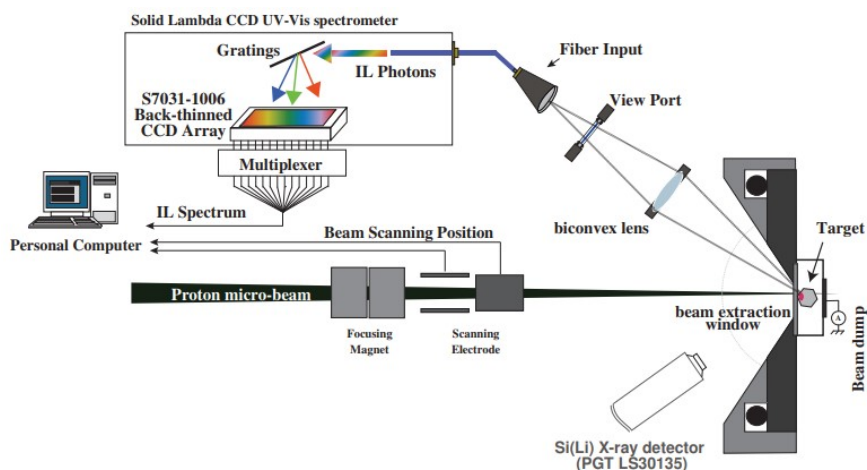 Solid Lambda CCD UV-Vis spectrometer
Gratings
IL Photons
Fiber Input
View Port
S7031-1006
Back-thinned
CCD Array
Multiplexer
IL Spectrum
Personal Computer
Beam Scanning Position
biconvex lens
Target
Proton micro-beam
beam extraction
window
Focusing
Magnet
Scanning
Electrode
A
Beam dump
Si(Li) X-ray detector
(PGT LS30135)